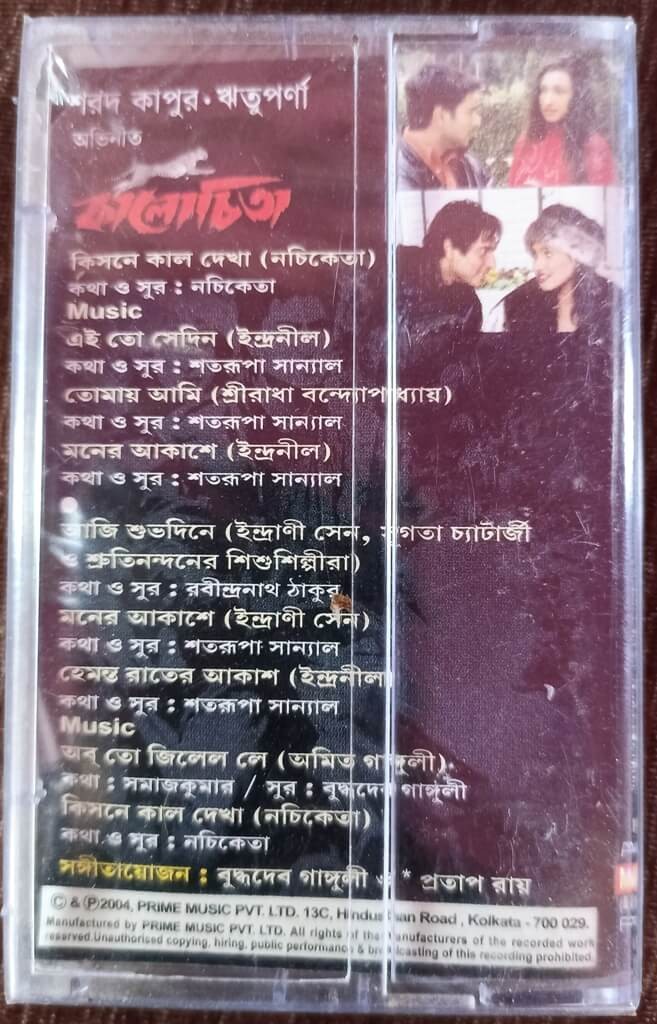 শরদ কাপুর • ঋতুপর্ণা
অভিনীত
কালোচিতা
কিসনে কাল দেখা (নচিকেতা)
কথা ও সুর : নচিকেতা
Music
এই তো সেদিন (ইন্দ্রনীল)
কথা ও সুর : শতরূপা সান্যাল
তোমায় আমি (শ্রীরাধা বন্দ্যোপাধ্যায়)
কথা ও সুর : শতরূপা সান্যাল
মনের আকাশে (ইন্দ্রনীল)
কথা ও সুর : শতরূপা সান্যাল
আজি শুভদিনে (ইন্দ্রাণী সেন, সুগতা চ্যাটার্জী
ও শ্রুতিনন্দনের শিশুশিল্পীরা)
কথা ও সুর : রবীন্দ্রনাথ ঠাকুর
মনের আকাশে (ইন্দ্রাণী সেন)
কথা ও সুর : শতরূপা সান্যাল
হেমন্ত রাতের আকাশ (ইন্দ্রনীল)
কথা ও সুর : শতরূপা সান্যাল
Music
অব্ তো জিলেল লে (অমিত গাঙ্গুলী)
কথা : সমাজকুমার / সুর : বুদ্ধদেব গাঙ্গুলী
কিসনে কাল দেখা (নচিকেতা)
কথা ও সুর : নচিকেতা
সঙ্গীতায়োজন : বুদ্ধদেব গাঙ্গুলী ও * প্রতাপ রায়
© & ℗2004, PRIME MUSIC PVT. LTD. 13C, Hindusthan Road, Kolkata - 700 029.
Manufactured by PRIME MUSIC PVT. LTD. All rights of the manufacturers of the recorded work
reserved.Unauthorised copying, hiring, public performance & broadcasting of this recording prohibited.